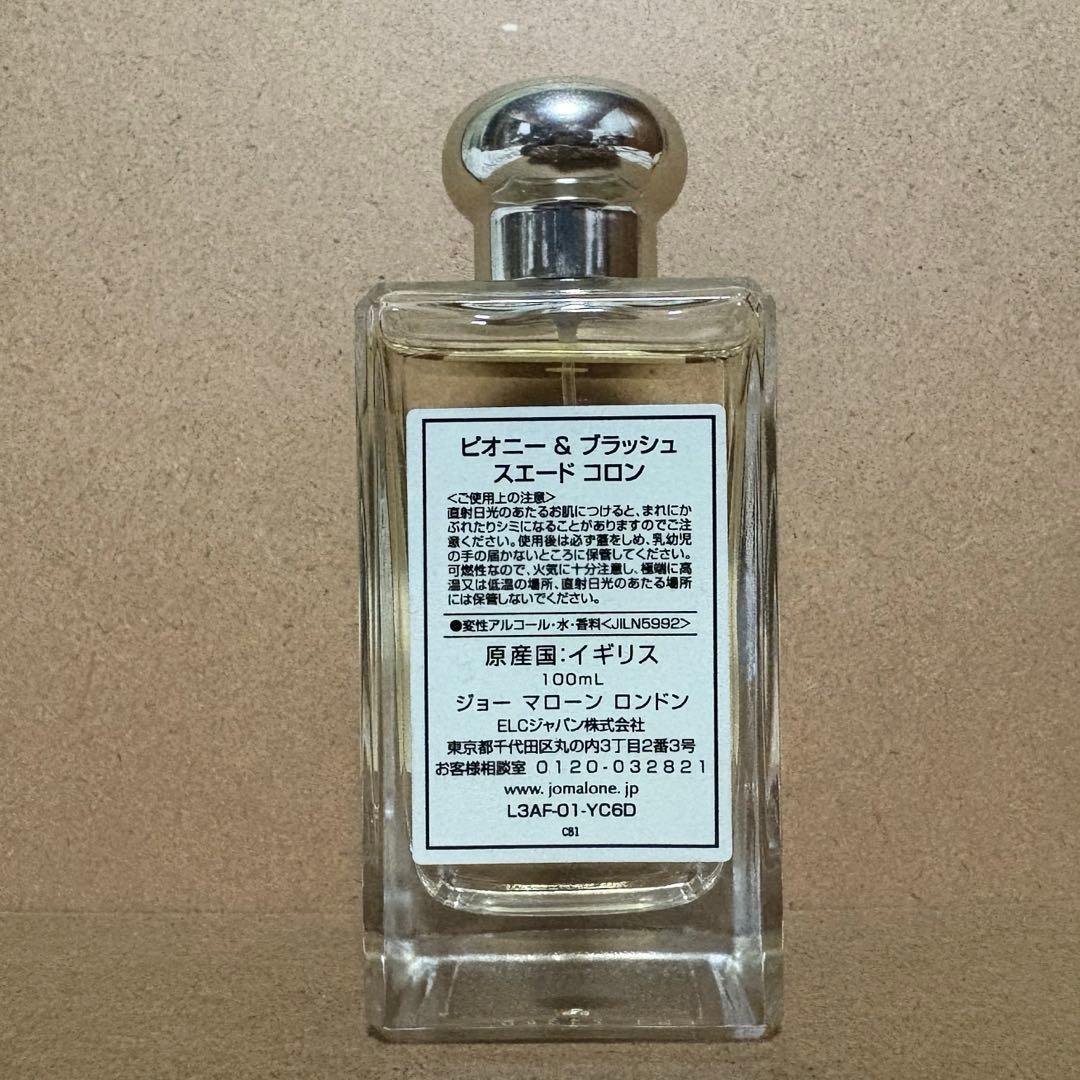 ピオニー & ブラッシュ
スエード コロン
<ご使用上の注意>
直射日光のあたるお肌につけると、まれにか
ぶれたりシミになることがありますのでご注
意ください。使用後は必ず蓋をしめ、乳幼児
の手の届かないところに保管してください。
可燃性なので、火気に十分注意し、極端に高
温又は低温の場所、直射日光のあたる場所
には保管しないでください。
●変性アルコール・水・香料<JILN5992>
原産国:イギリス
100mL
ジョー マローン ロンドン
ELCジャパン株式会社
東京都千代田区丸の内3丁目2番3号
お客様相談室 0120-032821
www. jomalone. jp
L3AF-01-YC6D
C81